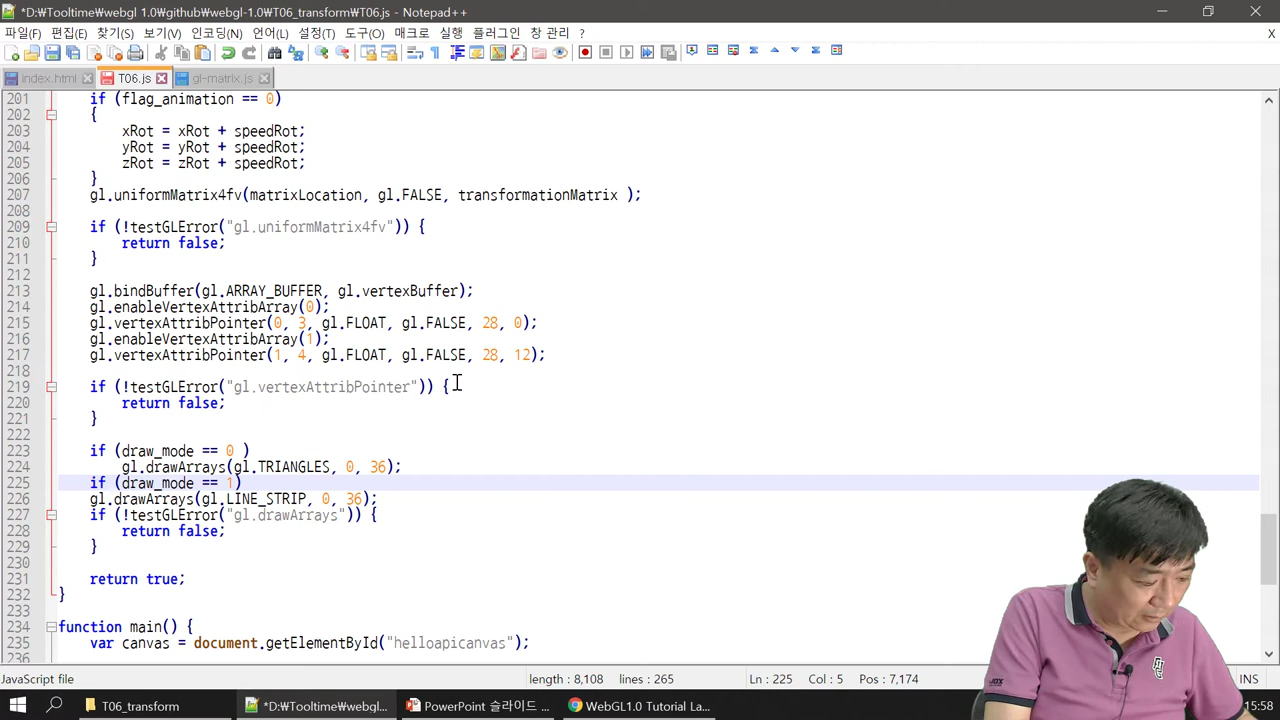 *D:₩Tooltime₩webgl 1.0₩github₩webgl-1.0₩T06_transform₩T06.js - Notepad++
파일(F) 편집(E) 찾기(S) 보기(V) 인코딩(N) 언어(L) 설정(T) 도구(O) 매크로 실행 플러그인 창 관리 ? X
index.html T06.js gl-matrix.js
201 if (flag_animation == 0)
202 {
203 xRot = xRot + speedRot;
204 yRot = yRot + speedRot;
205 zRot = zRot + speedRot;
206 }
207 gl.uniformMatrix4fv(matrixLocation, gl.FALSE, transformationMatrix );
208
209 if (!testGLError("gl.uniformMatrix4fv")) {
210 return false;
211 }
212
213 gl.bindBuffer(gl.ARRAY_BUFFER, gl.vertexBuffer);
214 gl.enableVertexAttribArray(0);
215 gl.vertexAttribPointer(0, 3, gl.FLOAT, gl.FALSE, 28, 0);
216 gl.enableVertexAttribArray(1);
217 gl.vertexAttribPointer(1, 4, gl.FLOAT, gl.FALSE, 28, 12);
218
219 if (!testGLError("gl.vertexAttribPointer")) {
220 return false;
221 }
222
223 if (draw_mode == 0 )
224 gl.drawArrays(gl.TRIANGLES, 0, 36);
225 if (draw_mode == 1)
226 gl.drawArrays(gl.LINE_STRIP, 0, 36);
227 if (!testGLError("gl.drawArrays")) {
228 return false;
229 }
230
231 return true;
232 }
233
234 function main() {
235 var canvas = document.getElementById("helloapicanvas");
236
JavaScript file length : 8,108 lines : 265 Ln : 225 Col : 5 Pos : 7,174 INS
T06_transform *D:₩Tooltime₩webgl... PowerPoint 슬라이드 ... WebGL1.0 Tutorial La... 15:58